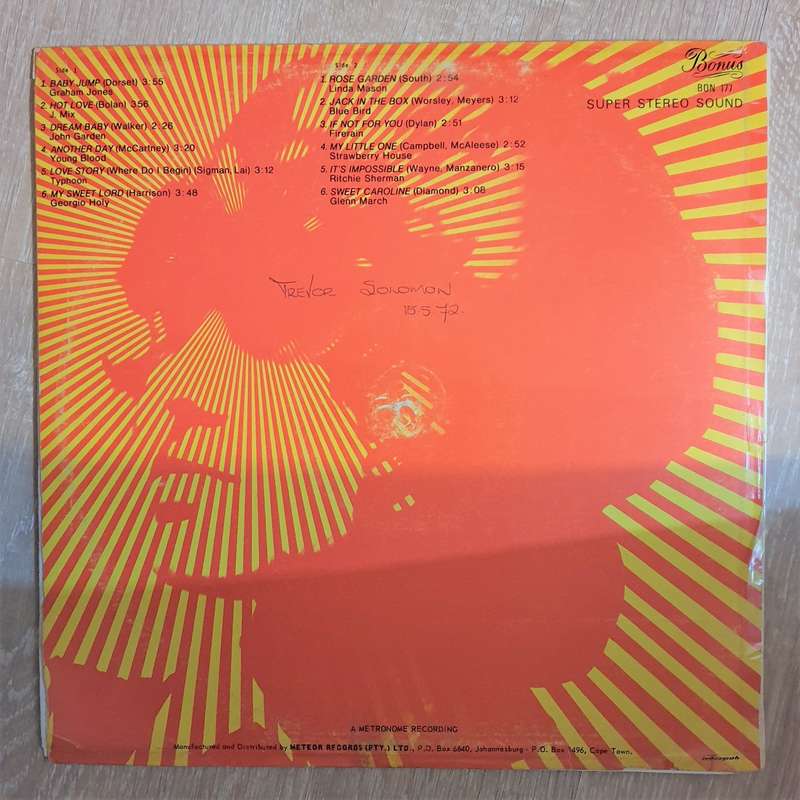 Side 1
1. BABY JUMP (Dorset) 3:55
Graham Jones
2. HOT LOVE (Bolan) 3:56
J. Mix
3. DREAM BABY (Walker) 2:26
John Garden
4. ANOTHER DAY (McCartney) 3:20
Young Blood
5. LOVE STORY (Where Do I Begin) (Sigman, Lai) 3:12
Typhoon
6. MY SWEET LORD (Harrison) 3:48
Georgio Holy
Side 2
1. ROSE GARDEN (South) 2:54
Linda Mason
2. JACK IN THE BOX (Worsley, Meyers) 3:12
Blue Bird
3. IF NOT FOR YOU (Dylan) 2:51
Firerain
4. MY LITTLE ONE (Campbell, McAleese) 2:52
Strawberry House
5. IT'S IMPOSSIBLE (Wayne, Manzanero) 3:15
Ritchie Sherman
6. SWEET CAROLINE (Diamond) 3:08
Glenn March
Bonus
BON 177
SUPER STEREO SOUND
TREVOR SOLOMON
15.5.72.
A METRONOME RECORDING
Manufactured and Distributed by METEOR RECORDS (PTY.) LTD., P.O. Box 6640, Johannesburg - P.O. Box 1496, Cape Town.